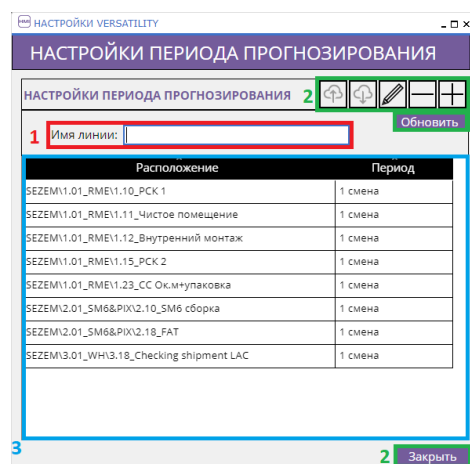 НАСТРОЙКИ VERSATILITY
НАСТРОЙКИ ПЕРИОДА ПРОГНОЗИРОВАНИЯ
НАСТРОЙКИ ПЕРИОДА ПРОГНОЗИРОВАНИЯ 2
Обновить
1 Имя линии:
Расположение Период
SEZEM\1.01_RME\1.10_РСК 1 1 смена
SEZEM\1.01_RME\1.11_Чистое помещение 1 смена
SEZEM\1.01_RME\1.12_Внутренний монтаж 1 смена
SEZEM\1.01_RME\1.15_РСК 2 1 смена
SEZEM\1.01_RME\1.23_СС Ок.м+упаковка 1 смена
SEZEM\2.01_SM6&PIX\2.10_SM6 сборка 1 смена
SEZEM\2.01_SM6&PIX\2.18_FAT 1 смена
SEZEM\3.01_WH\3.18_Checking shipment LAC 1 смена
3
2 Закрыть